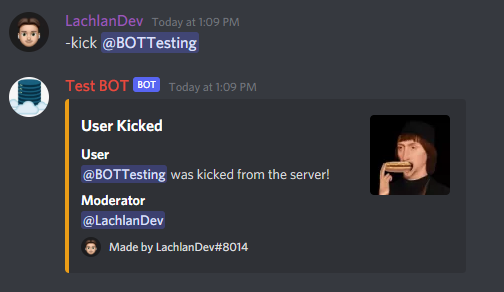 LachlanDev Today at 1:09 PM
-kick @BOTTesting
Test BOT BOT Today at 1:09 PM
User Kicked
User
@BOTTesting was kicked from the server!
Moderator
@LachlanDev
Made by LachlanDev#8014